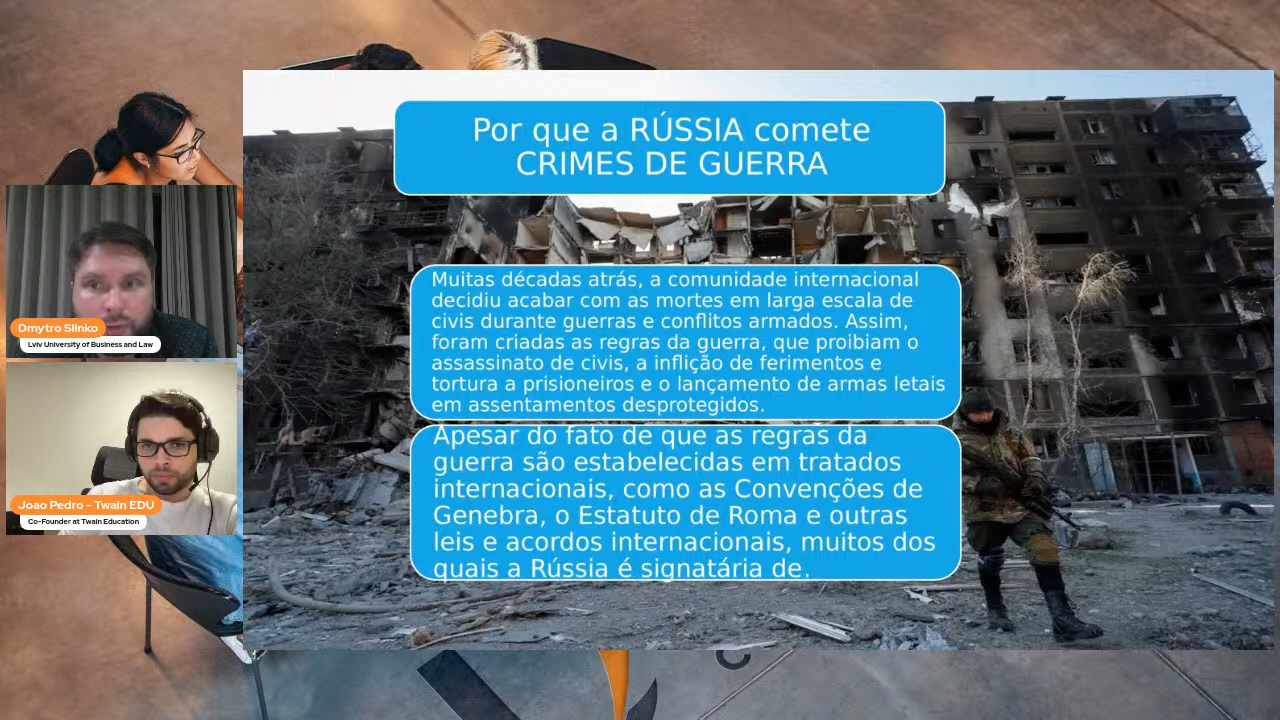 Por que a RÚSSIA comete
CRIMES DE GUERRA
Muitas décadas atrás, a comunidade internacional
decidiu acabar com as mortes em larga escala de
civis durante guerras e conflitos armados. Assim,
foram criadas as regras da guerra, que proibiam o
assassinato de civis, a inflição de ferimentos e
tortura a prisioneiros e o lançamento de armas letais
em assentamentos desprotegidos.
Apesar do fato de que as regras da
guerra são estabelecidas em tratados
internacionais, como as Convenções de
Genebra, o Estatuto de Roma e outras
leis e acordos internacionais, muitos dos
quais a Rússia é signatária de.
Dmytro Slinko
Lviv University of Business and Law
Joao Pedro - Twain EDU
Co-Founder at Twain Education